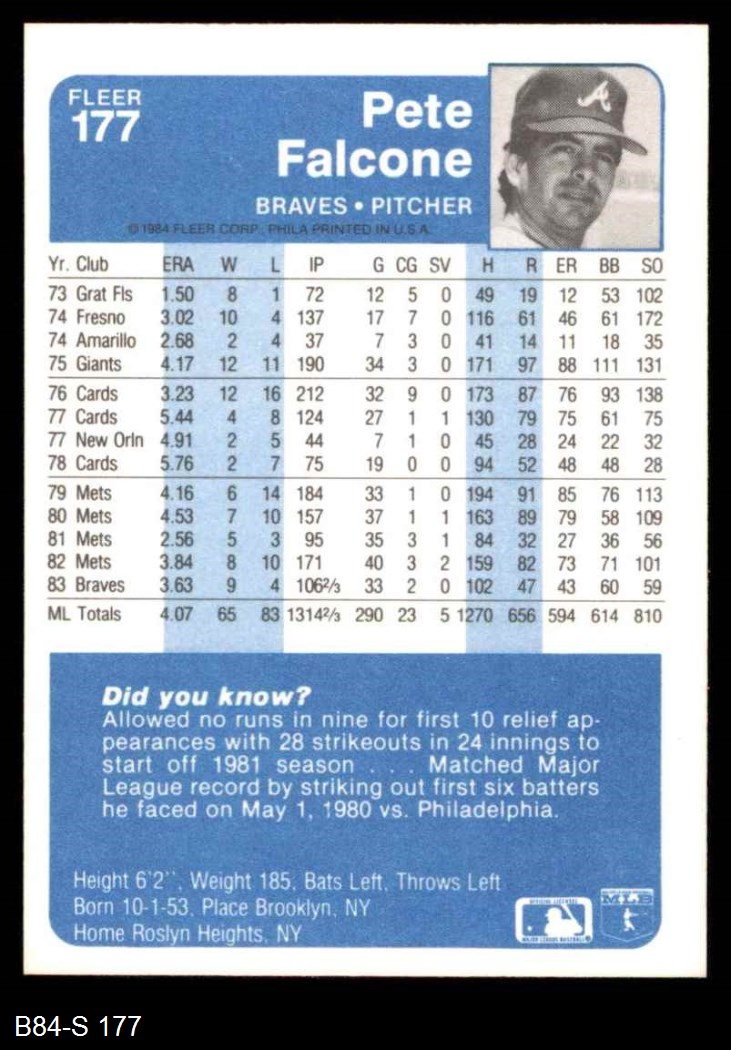 FLEER
177
Pete
Falcone
BRAVES • PITCHER
©1984 FLEER CORP. PHILA PRINTED IN U.S.A.
Yr. Club ERA W L IP G CG SV H R ER BB SO
73 Grat Fls 1.50 8 1 72 12 5 0 49 19 12 53 102
74 Fresno 3.02 10 4 137 17 7 0 116 61 46 61 172
74 Amarillo 2.68 2 4 37 7 3 0 41 14 11 18 35
75 Giants 4.17 12 11 190 34 3 0 171 97 88 111 131
76 Cards 3.23 12 16 212 32 9 0 173 87 76 93 138
77 Cards 5.44 4 8 124 27 1 1 130 79 75 61 75
77 New Orln 4.91 2 5 44 7 1 0 45 28 24 22 32
78 Cards 5.76 2 7 75 19 0 0 94 52 48 48 28
79 Mets 4.16 6 14 184 33 1 0 194 91 85 76 113
80 Mets 4.53 7 10 157 37 1 1 163 89 79 58 109
81 Mets 2.56 5 3 95 35 3 1 84 32 27 36 56
82 Mets 3.84 8 10 171 40 3 2 159 82 73 71 101
83 Braves 3.63 9 4 106 2/3 33 2 0 102 47 43 60 59
ML Totals 4.07 65 83 1314 2/3 290 23 5 1270 656 594 614 810
Did you know?
Allowed no runs in nine for first 10 relief ap-
pearances with 28 strikeouts in 24 innings to
start off 1981 season . . . Matched Major
League record by striking out first six batters
he faced on May 1, 1980 vs. Philadelphia.
Height 6'2'', Weight 185, Bats Left, Throws Left
Born 10-1-53, Place Brooklyn, NY
Home Roslyn Heights, NY
MAJOR LEAGUE BASEBALL
B84-S 177